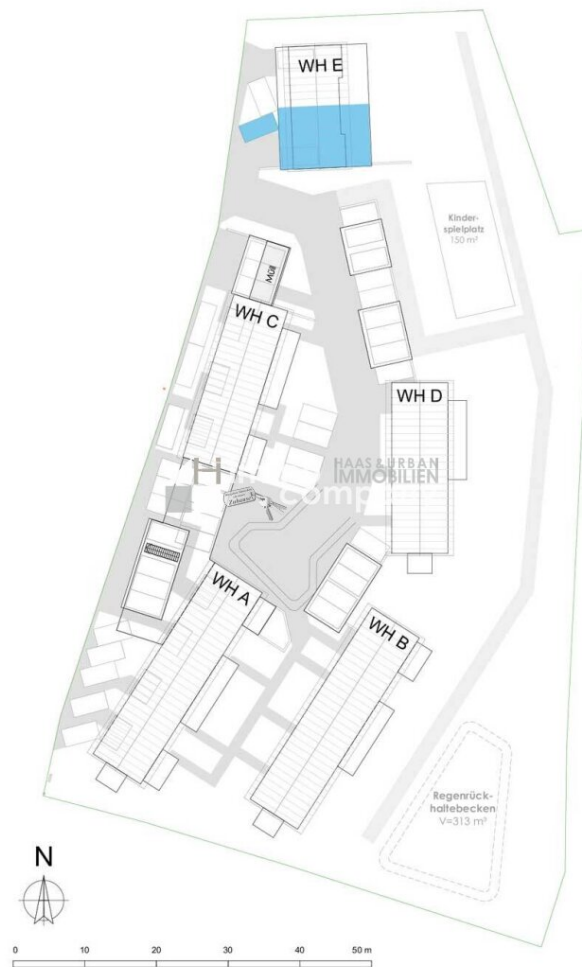 WH E
Kinder-
spielplatz
150 m²
Müll
WH C
WH D
HAAS & URBAN
IMMOBILIEN
Zuhause
WH A
WH B
Regenrück-
haltebecken
V=313 m³
N
0 10 20 30 40 50 m